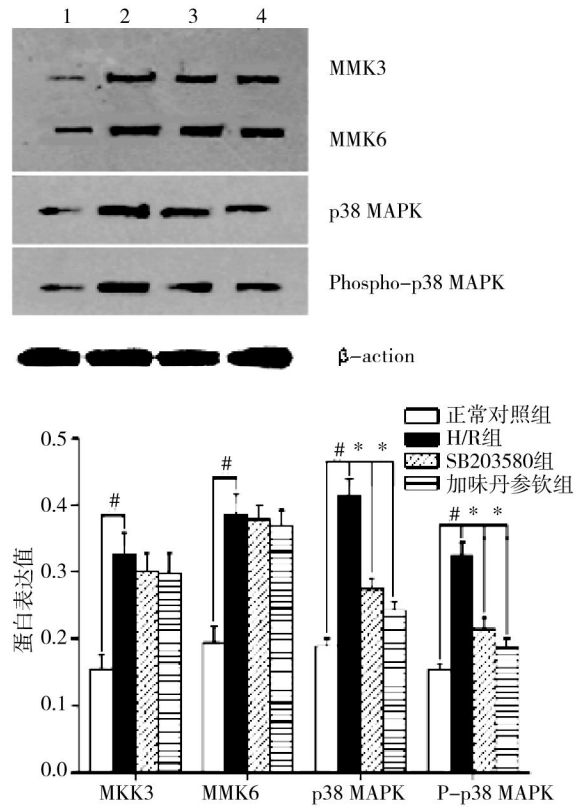 1 2 3 4
MMK3
MMK6
p38 MAPK
Phospho-p38 MAPK
β-action
正常对照组
H/R组
SB203580组
加味丹参钦组
蛋白表达值
0.5
0.4
0.3
0.2
0.1
0.0
#
#
# * *
# * *
MKK3 MMK6 p38 MAPK P-p38 MAPK